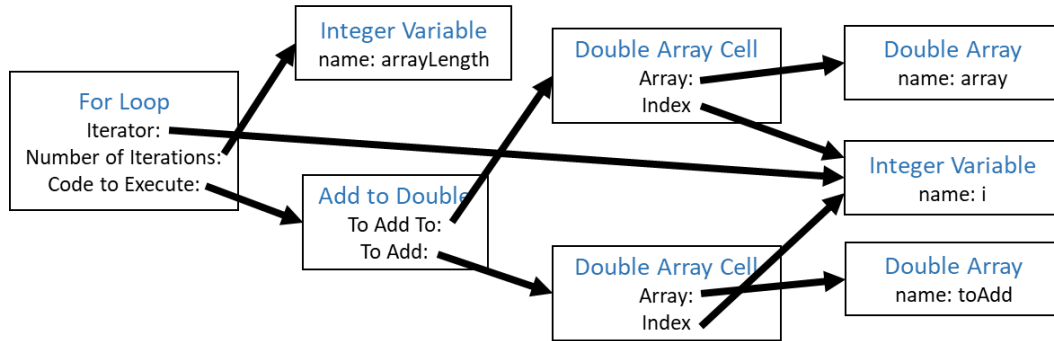 For Loop
Iterator:
Number of Iterations:
Code to Execute:
Integer Variable
name: arrayLength
Add to Double
To Add To:
To Add:
Double Array Cell
Array:
Index
Double Array Cell
Array:
Index
Double Array
name: array
Integer Variable
name: i
Double Array
name: toAdd